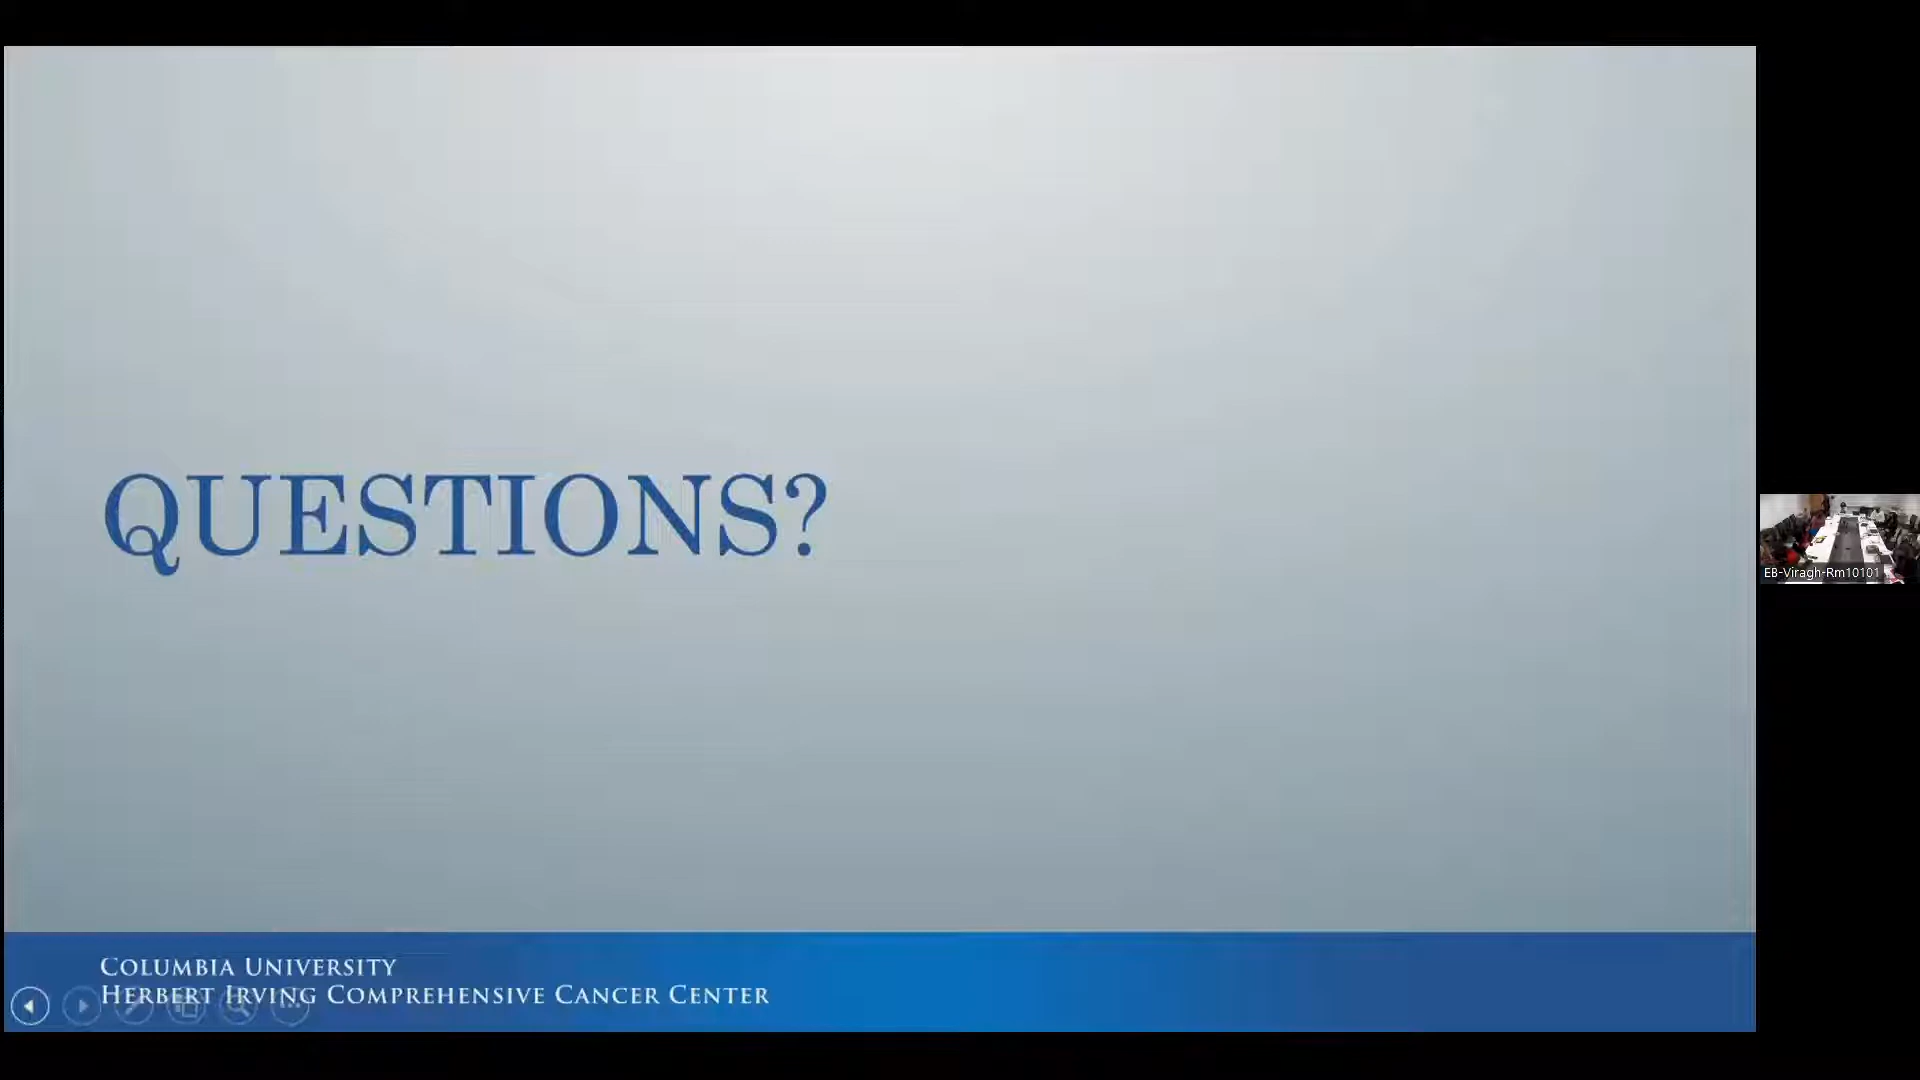 QUESTIONS?
EB-Viragh-Rm10101
COLUMBIA UNIVERSITY
HERBERT IRVING COMPREHENSIVE CANCER CENTER